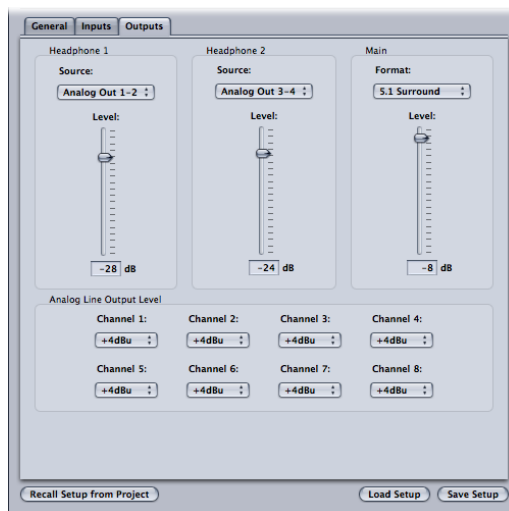 General Inputs Outputs
Headphone 1 Headphone 2 Main
Source: Source: Format:
Analog Out 1-2 Analog Out 3-4 5.1 Surround
Level: Level: Level:
-28 dB -24 dB -8 dB
Analog Line Output Level
Channel 1: Channel 2: Channel 3: Channel 4:
+4dBu +4dBu +4dBu +4dBu
Channel 5: Channel 6: Channel 7: Channel 8:
+4dBu +4dBu +4dBu +4dBu
Recall Setup from Project Load Setup Save Setup